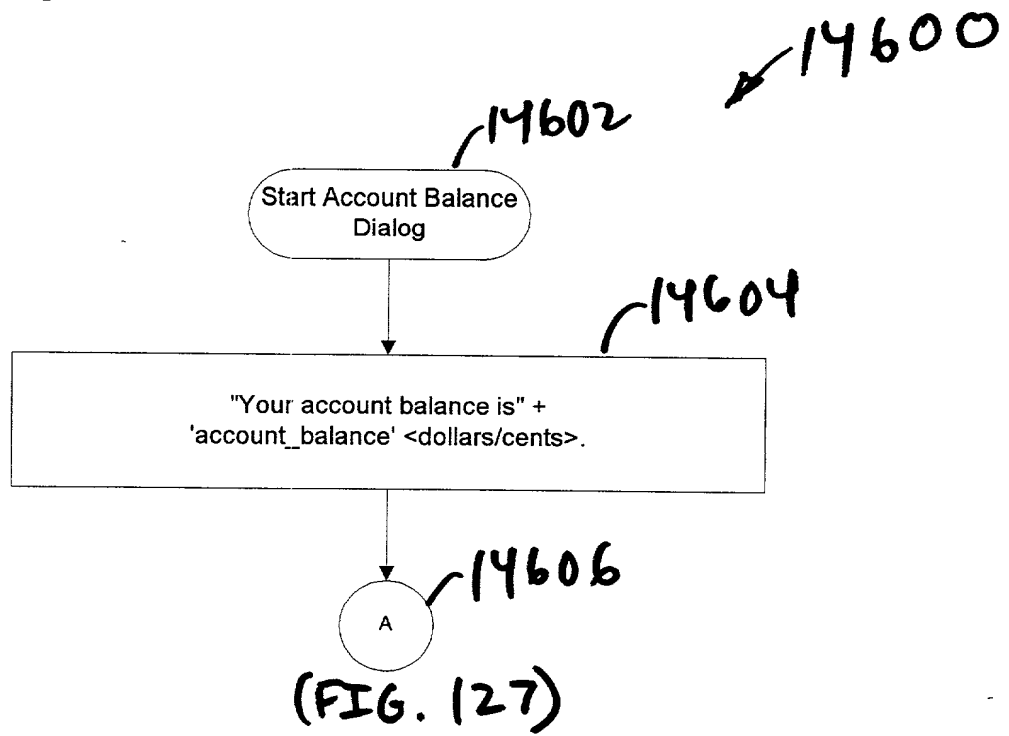 14600
14602
Start Account Balance
Dialog
14604
"Your account balance is" +
'account_balance' <dollars/cents>.
14606
A
(FIG. 127)